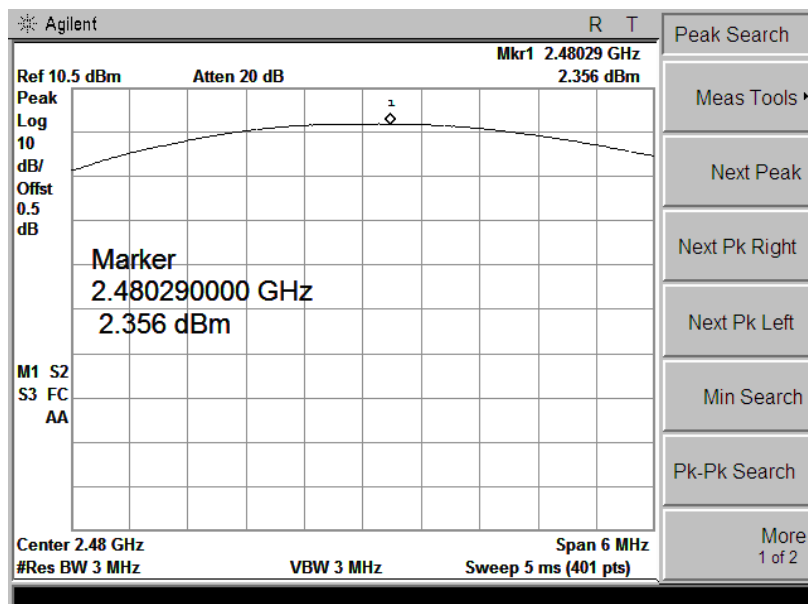 Agilent R T
Mkr1 2.48029 GHz
Ref 10.5 dBm Atten 20 dB 2.356 dBm
Peak
Log
10
dB/
Offst
0.5
dB
1
Marker
2.480290000 GHz
2.356 dBm
M1 S2
S3 FC
AA
Center 2.48 GHz Span 6 MHz
#Res BW 3 MHz VBW 3 MHz Sweep 5 ms (401 pts)
Peak Search
Meas Tools
Next Peak
Next Pk Right
Next Pk Left
Min Search
Pk-Pk Search
More
1 of 2